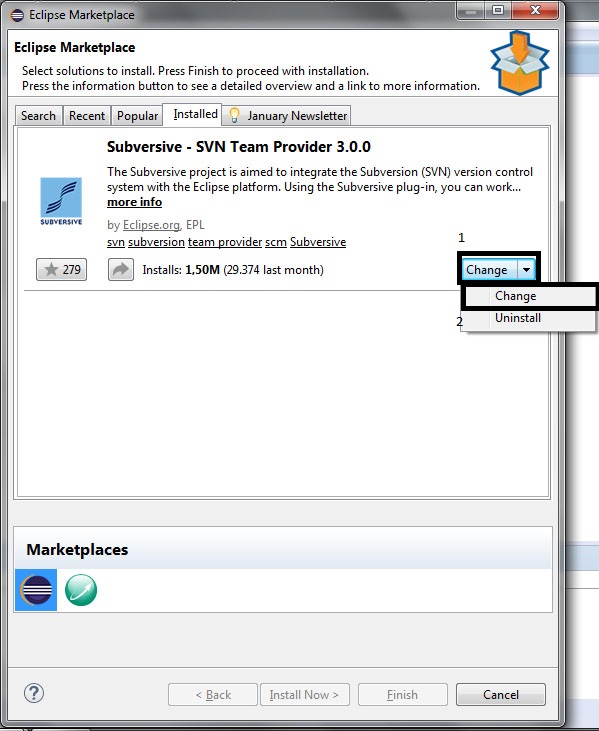 Eclipse Marketplace
Eclipse Marketplace
Select solutions to install. Press Finish to proceed with installation.
Press the information button to see a detailed overview and a link to more information.
Search Recent Popular Installed January Newsletter
Subversive - SVN Team Provider 3.0.0
The Subversive project is aimed to integrate the Subversion (SVN) version control
system with the Eclipse platform. Using the Subversive plug-in, you can work...
more info
SUBVERSIVE
by Eclipse.org, EPL
svn subversion team provider scm Subversive
1
279 Installs: 1,50M (29.374 last month) Change
Change
2 Uninstall
Marketplaces
? < Back Install Now > Finish Cancel